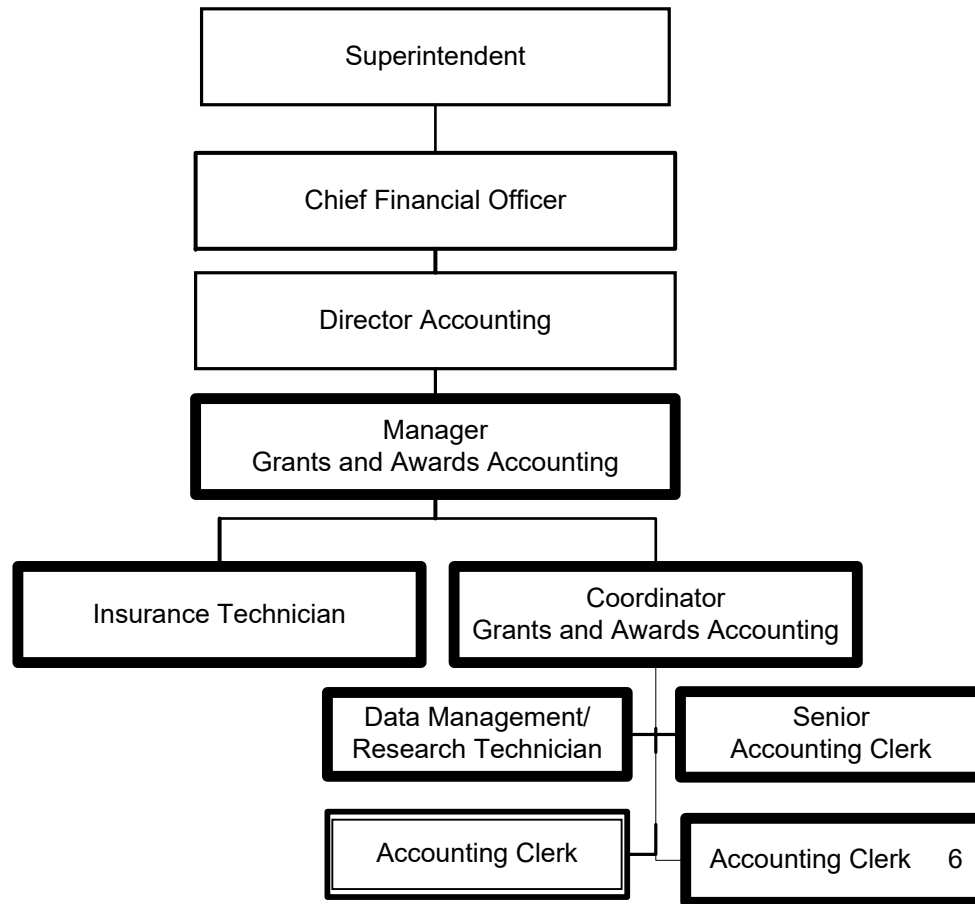 Superintendent
Chief Financial Officer
Director Accounting
Manager
Grants and Awards Accounting
Insurance Technician
Coordinator
Grants and Awards Accounting
Data Management/
Research Technician
Senior
Accounting Clerk
Accounting Clerk
Accounting Clerk 6